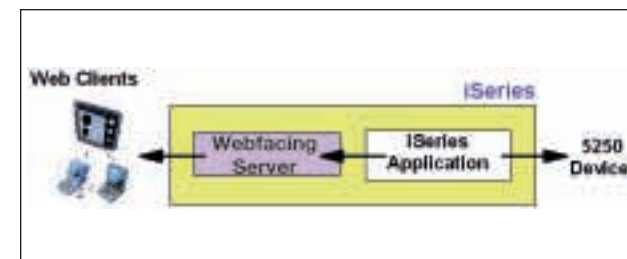 Web Clients
iSeries
Webfacing
Server
iSeries
Application
5250
Device